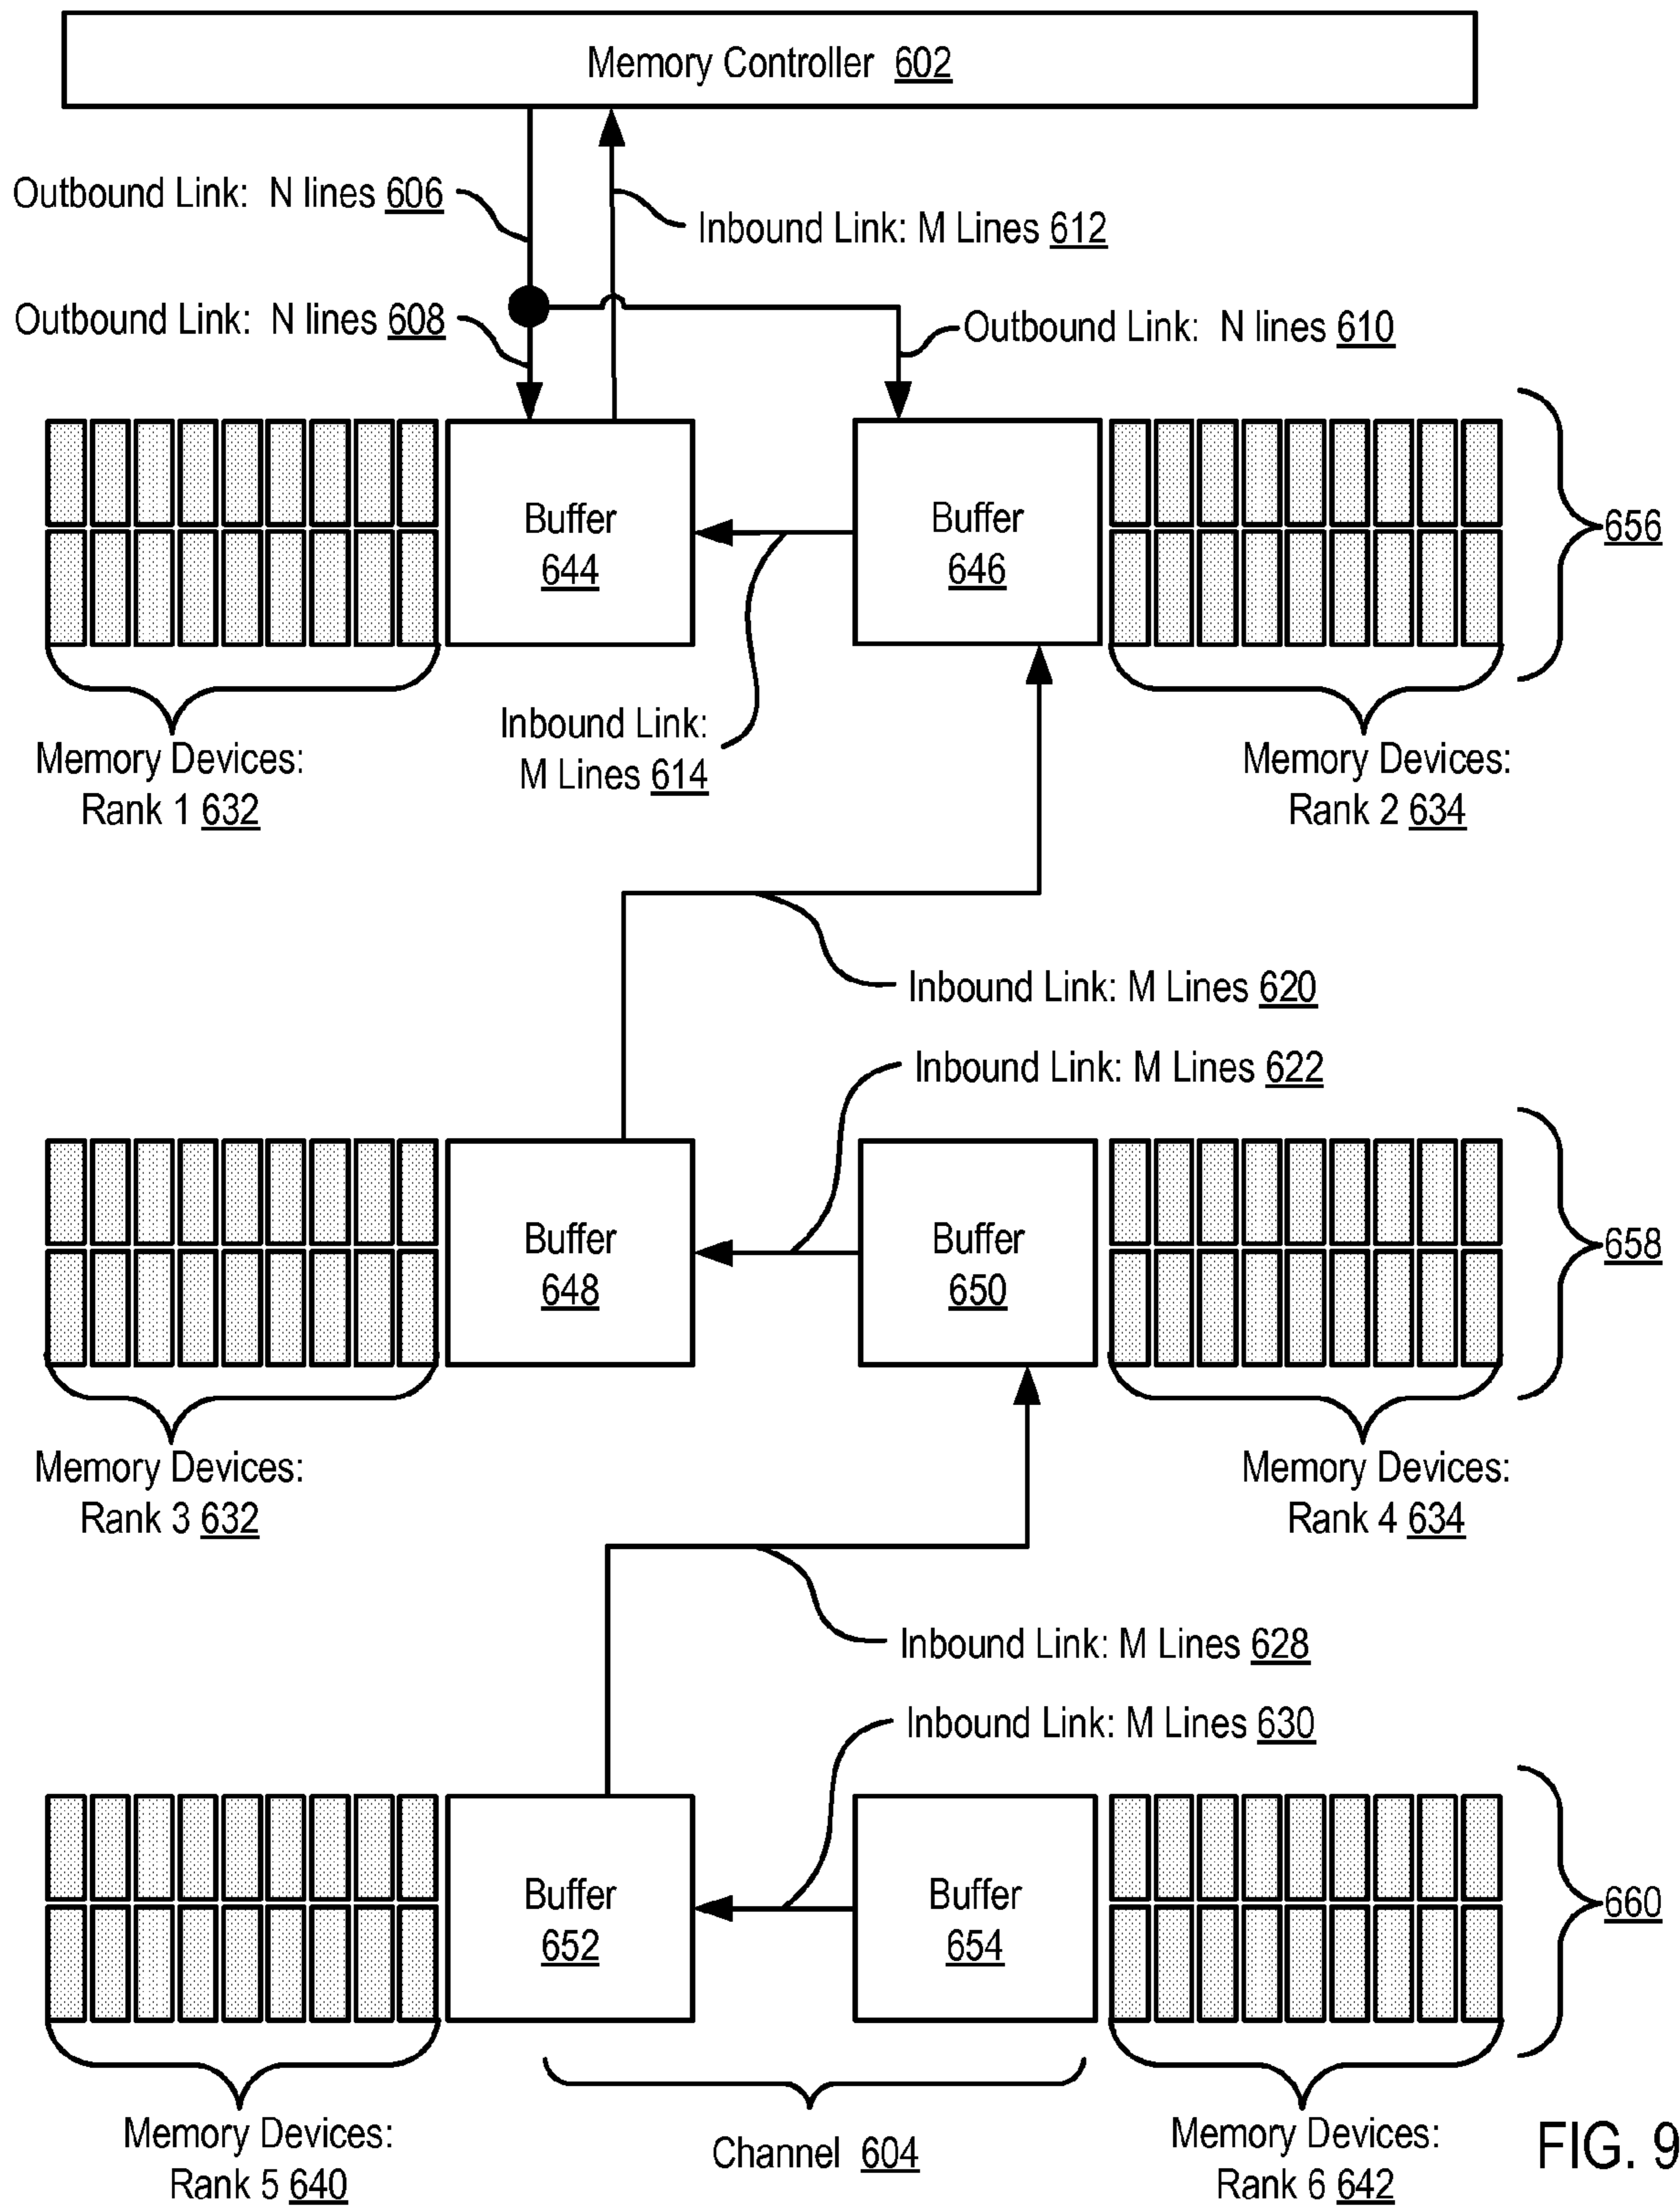 Memory Controller 602
Outbound Link: N lines 606
Inbound Link: M Lines 612
Outbound Link: N lines 608
Outbound Link: N lines 610
Buffer
644
Buffer
646
656
Inbound Link:
M Lines 614
Memory Devices:
Rank 1 632
Memory Devices:
Rank 2 634
Inbound Link: M Lines 620
Inbound Link: M Lines 622
Buffer
648
Buffer
650
658
Memory Devices:
Rank 3 632
Memory Devices:
Rank 4 634
Inbound Link: M Lines 628
Inbound Link: M Lines 630
Buffer
652
Buffer
654
660
Memory Devices:
Rank 5 640
Channel 604
Memory Devices:
Rank 6 642
FIG. 9